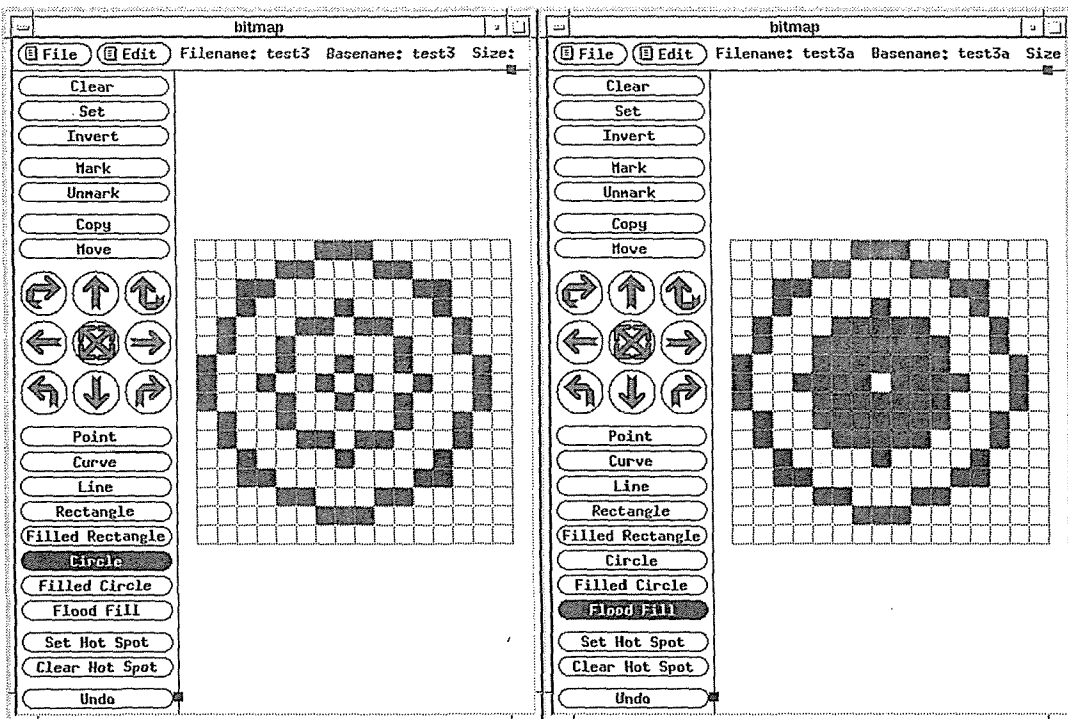 bitmap
File Edit Filename: test3 Basename: test3 Size:
Clear
Set
Invert
Mark
Unmark
Copy
Move
Point
Curve
Line
Rectangle
Filled Rectangle
Circle
Filled Circle
Flood Fill
Set Hot Spot
Clear Hot Spot
Undo
bitmap
File Edit Filename: test3a Basename: test3a Size
Clear
Set
Invert
Mark
Unmark
Copy
Move
Point
Curve
Line
Rectangle
Filled Rectangle
Circle
Filled Circle
Flood Fill
Set Hot Spot
Clear Hot Spot
Undo